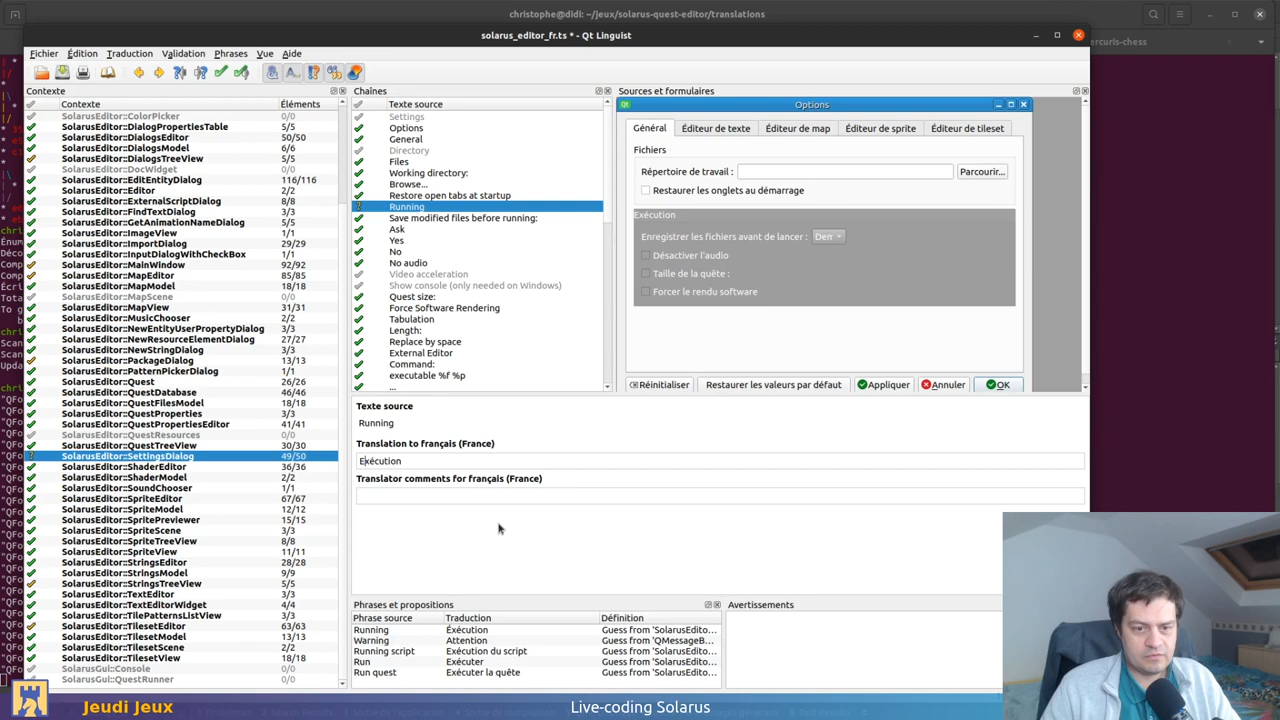 christophe@didi: ~/jeux/solarus-quest-editor/translations
solarus_editor_fr.ts * - Qt Linguist
ercuris-chess
Fichier Édition Traduction Validation Phrases Vue Aide
Contexte
Contexte Éléments
SolarusEditor::ColorPicker 0/0
SolarusEditor::DialogPropertiesTable 5/5
SolarusEditor::DialogsEditor 50/50
SolarusEditor::DialogsModel 6/6
SolarusEditor::DialogsTreeView 5/5
SolarusEditor::DocWidget 0/0
SolarusEditor::EditEntityDialog 116/116
SolarusEditor::Editor 2/2
SolarusEditor::ExternalScriptDialog 8/8
SolarusEditor::FindTextDialog 3/3
SolarusEditor::GetAnimationNameDialog 5/5
SolarusEditor::ImageView 1/1
SolarusEditor::ImportDialog 29/29
SolarusEditor::InputDialogWithCheckBox 1/1
SolarusEditor::MainWindow 92/92
SolarusEditor::MapEditor 85/85
SolarusEditor::MapModel 18/18
SolarusEditor::MapScene 0/0
SolarusEditor::MapView 31/31
SolarusEditor::MusicChooser 2/2
SolarusEditor::NewEntityUserPropertyDialog 3/3
SolarusEditor::NewResourceElementDialog 27/27
SolarusEditor::NewStringDialog 3/3
SolarusEditor::PackageDialog 13/13
SolarusEditor::PatternPickerDialog 1/1
SolarusEditor::Quest 26/26
SolarusEditor::QuestDatabase 46/46
SolarusEditor::QuestFilesModel 18/18
SolarusEditor::QuestProperties 3/3
SolarusEditor::QuestPropertiesEditor 41/41
SolarusEditor::QuestResources 0/0
SolarusEditor::QuestTreeView 30/30
SolarusEditor::SettingsDialog 49/50
SolarusEditor::ShaderEditor 36/36
SolarusEditor::ShaderModel 2/2
SolarusEditor::SoundChooser 1/1
SolarusEditor::SpriteEditor 67/67
SolarusEditor::SpriteModel 12/12
SolarusEditor::SpritePreviewer 15/15
SolarusEditor::SpriteScene 3/3
SolarusEditor::SpriteTreeView 8/8
SolarusEditor::SpriteView 11/11
SolarusEditor::StringsEditor 28/28
SolarusEditor::StringsModel 9/9
SolarusEditor::StringsTreeView 5/5
SolarusEditor::TextEditor 3/3
SolarusEditor::TextEditorWidget 4/4
SolarusEditor::TilePatternsListView 3/3
SolarusEditor::TilesetEditor 63/63
SolarusEditor::TilesetModel 13/13
SolarusEditor::TilesetScene 2/2
SolarusEditor::TilesetView 18/18
SolarusGui::Console 0/0
SolarusGui::QuestRunner 0/0
Chaînes
Texte source
Settings
Options
General
Directory
Files
Working directory:
Browse...
Restore open tabs at startup
Running
Save modified files before running:
Ask
Yes
No
No audio
Video acceleration
Show console (only needed on Windows)
Quest size:
Force Software Rendering
Tabulation
Length:
Replace by space
External Editor
Command:
executable %f %p
...
Sources et formulaires
Options
Général Éditeur de texte Éditeur de map Éditeur de sprite Éditeur de tileset
Fichiers
Répertoire de travail : Parcourir...
Restaurer les onglets au démarrage
Exécution
Enregistrer les fichiers avant de lancer : Den
Désactiver l'audio
Taille de la quête :
Forcer le rendu software
Réinitialiser Restaurer les valeurs par défaut Appliquer Annuler OK
Texte source
Running
Translation to français (France)
Exécution
Translator comments for français (France)
Phrases et propositions
Phrase source Traduction Définition
Running Éxécution Guess from 'SolarusEdito...
Warning Attention Guess from 'QMessageB...
Running script Exécution du script Guess from 'SolarusEdito...
Run Exécuter Guess from 'SolarusEdito...
Run quest Exécuter la quête Guess from 'SolarusEdito...
Avertissements
Jeudi Jeux
Live-coding Solarus